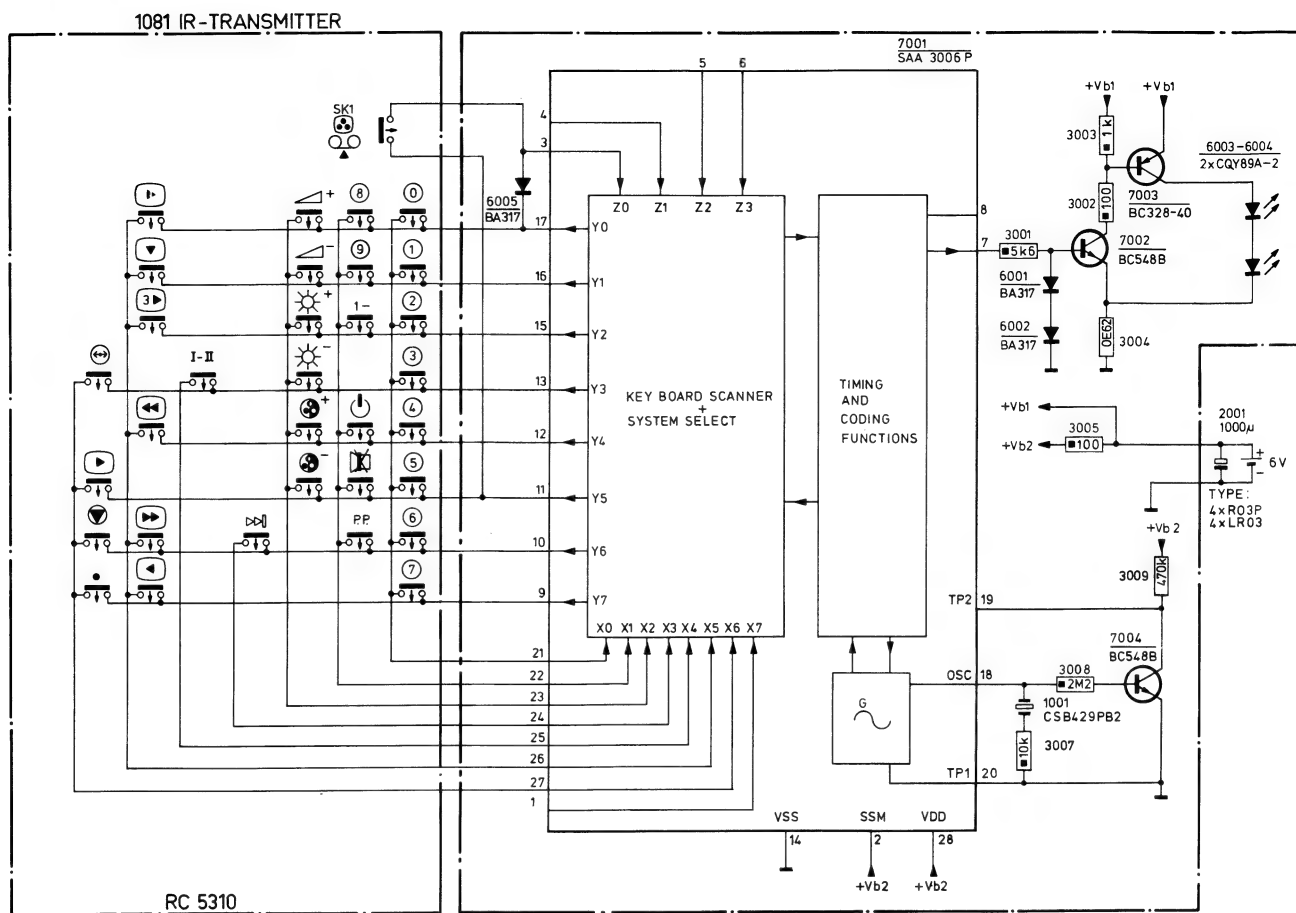 1081 IR-TRANSMITTER
7001
SAA 3006 P
5 6
SK1
4
3
+Vb1 +Vb1
3003 1k
6003-6004
2xCQY89A-2
3002 100
7003
BC328-40
+ 8 0
6005
BA317
17 Y0
Z0 Z1 Z2 Z3
8
7
3001
5k6
7002
BC548B
- 9 1
16 Y1
6001
BA317
3 + 1- 2
15 Y2
6002
BA317
0E62
3004
I-II - 3
13 Y3
KEY BOARD SCANNER
+
SYSTEM SELECT
TIMING
AND
CODING
FUNCTIONS
+ 4
12 Y4
+Vb1
+Vb2
3005
100
2001
1000µ
+
-
6V
- 5
11 Y5
TYPE:
4xR03P
4xLR03
P.P. 6
10 Y6
+Vb 2
3009 470k
7
9 Y7
TP2 19
X0 X1 X2 X3 X4 X5 X6 X7
7004
BC548B
21
22
23
24
25
26
27
1
G
OSC 18
3008
2M2
1001
CSB429PB2
10k 3007
TP1 20
VSS SSM VDD
14 2 28
+Vb2 +Vb2
RC 5310